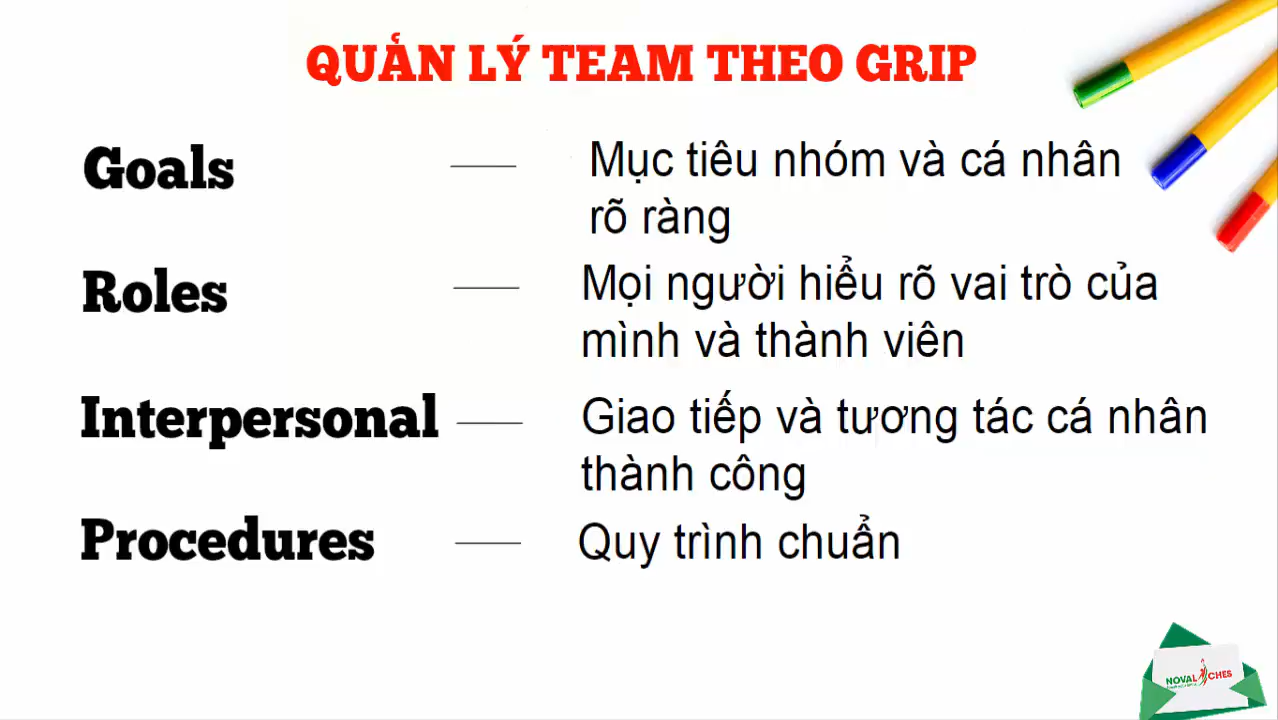 QUẢN LÝ TEAM THEO GRIP
Goals
Mục tiêu nhóm và cá nhân
rõ ràng
Roles
Mọi người hiểu rõ vai trò của
mình và thành viên
Interpersonal
Giao tiếp và tương tác cá nhân
thành công
Procedures
Quy trình chuẩn